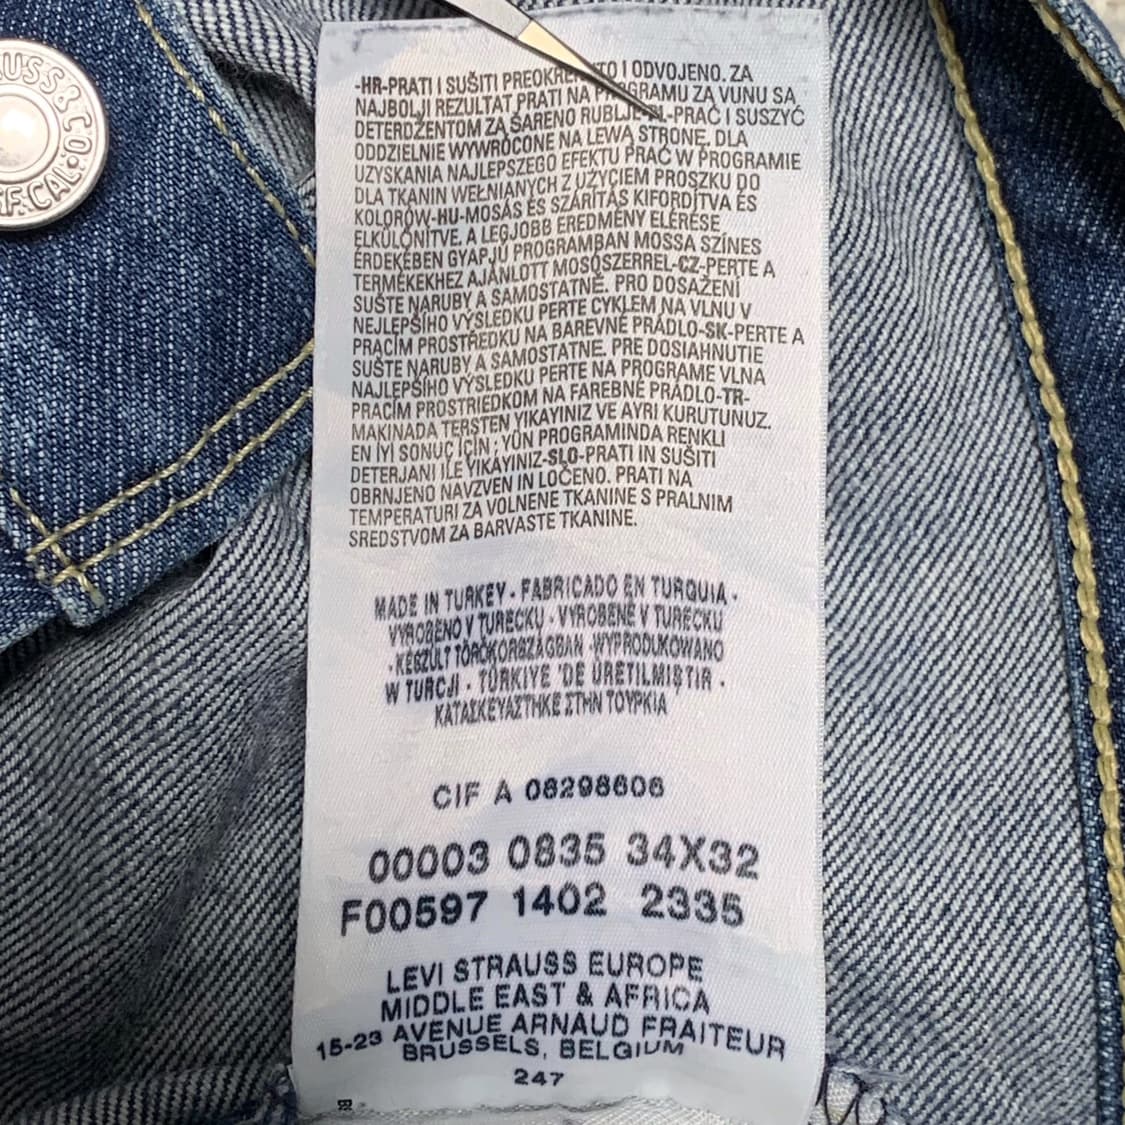 USS & CO.
S.F. CAL.
-HR-PRATI I SUŠITI PREOKRENUTO I ODVOJENO. ZA
NAJBOLJI REZULTAT PRATI NA PROGRAMU ZA VUNU SA
DETERDŽENTOM ZA ŠARENO RUBLJE-PL-PRAĆ I SUSZYĆ
ODDZIELNIE WYWRÓCONE NA LEWĄ STRONĘ, DLA
UZYSKANIA NAJLEPSZEGO EFEKTU PRAĆ W PROGRAMIE
DLA TKANIN WEŁNIANYCH Z UŻYCIEM PROSZKU DO
KOLORÓW-HU-MOSÁS ÉS SZÁRÍTÁS KIFORDÍTVA ÉS
ELKÜLÖNÍTVE. A LEGJOBB EREDMÉNY ELÉRÉSE
ÉRDEKÉBEN GYAPJÚ PROGRAMBAN MOSSA SZÍNES
TERMÉKEKHEZ AJÁNLOTT MOSÓSZERREL-CZ-PERTE A
SUŠTE NARUBY A SAMOSTATNĚ. PRO DOSAŽENÍ
NEJLEPŠÍHO VÝSLEDKU PERTE CYKLEM NA VLNU V
PRACÍM PROSTŘEDKU NA BAREVNÉ PRÁDLO-SK-PERTE A
SUŠTE NARUBY A SAMOSTATNE. PRE DOSIAHNUTIE
NAJLEPŠIHO VÝSLEDKU PERTE NA PROGRAME VLNA
PRACÍM PROSTRIEDKOM NA FAREBNÉ PRÁDLO-TR-
MAKINADA TERSTEN YIKAYINIZ VE AYRI KURUTUNUZ.
EN İYİ SONUÇ İÇİN ; YÜN PROGRAMINDA RENKLI
DETERJANI ILE YIKAYINIZ-SLO-PRATI IN SUŠITI
OBRNJENO NAVZVEN IN LOČENO. PRATI NA
TEMPERATURI ZA VOLNENE TKANINE S PRALNIM
SREDSTVOM ZA BARVASTE TKANINE.
MADE IN TURKEY · FABRICADO EN TURQUIA ·
VYROBENO V TURECKU · VYROBENÉ V TURECKU
· KÉSZÜLT TÖRÖKORSZÁGBAN · WYPRODUKOWANO
W TURCJI · TÜRKIYE 'DE ÜRETILMIŞTIR ·
ΚΑΤΑΣΚΕΥΑΣΤΗΚΕ ΣΤΗΝ ΤΟΥΡΚΙΑ
CIF A 08298608
00003 0835 34X32
F00597 1402 2335
LEVI STRAUSS EUROPE
MIDDLE EAST & AFRICA
15-23 AVENUE ARNAUD FRAITEUR
BRUSSELS, BELGIUM
247